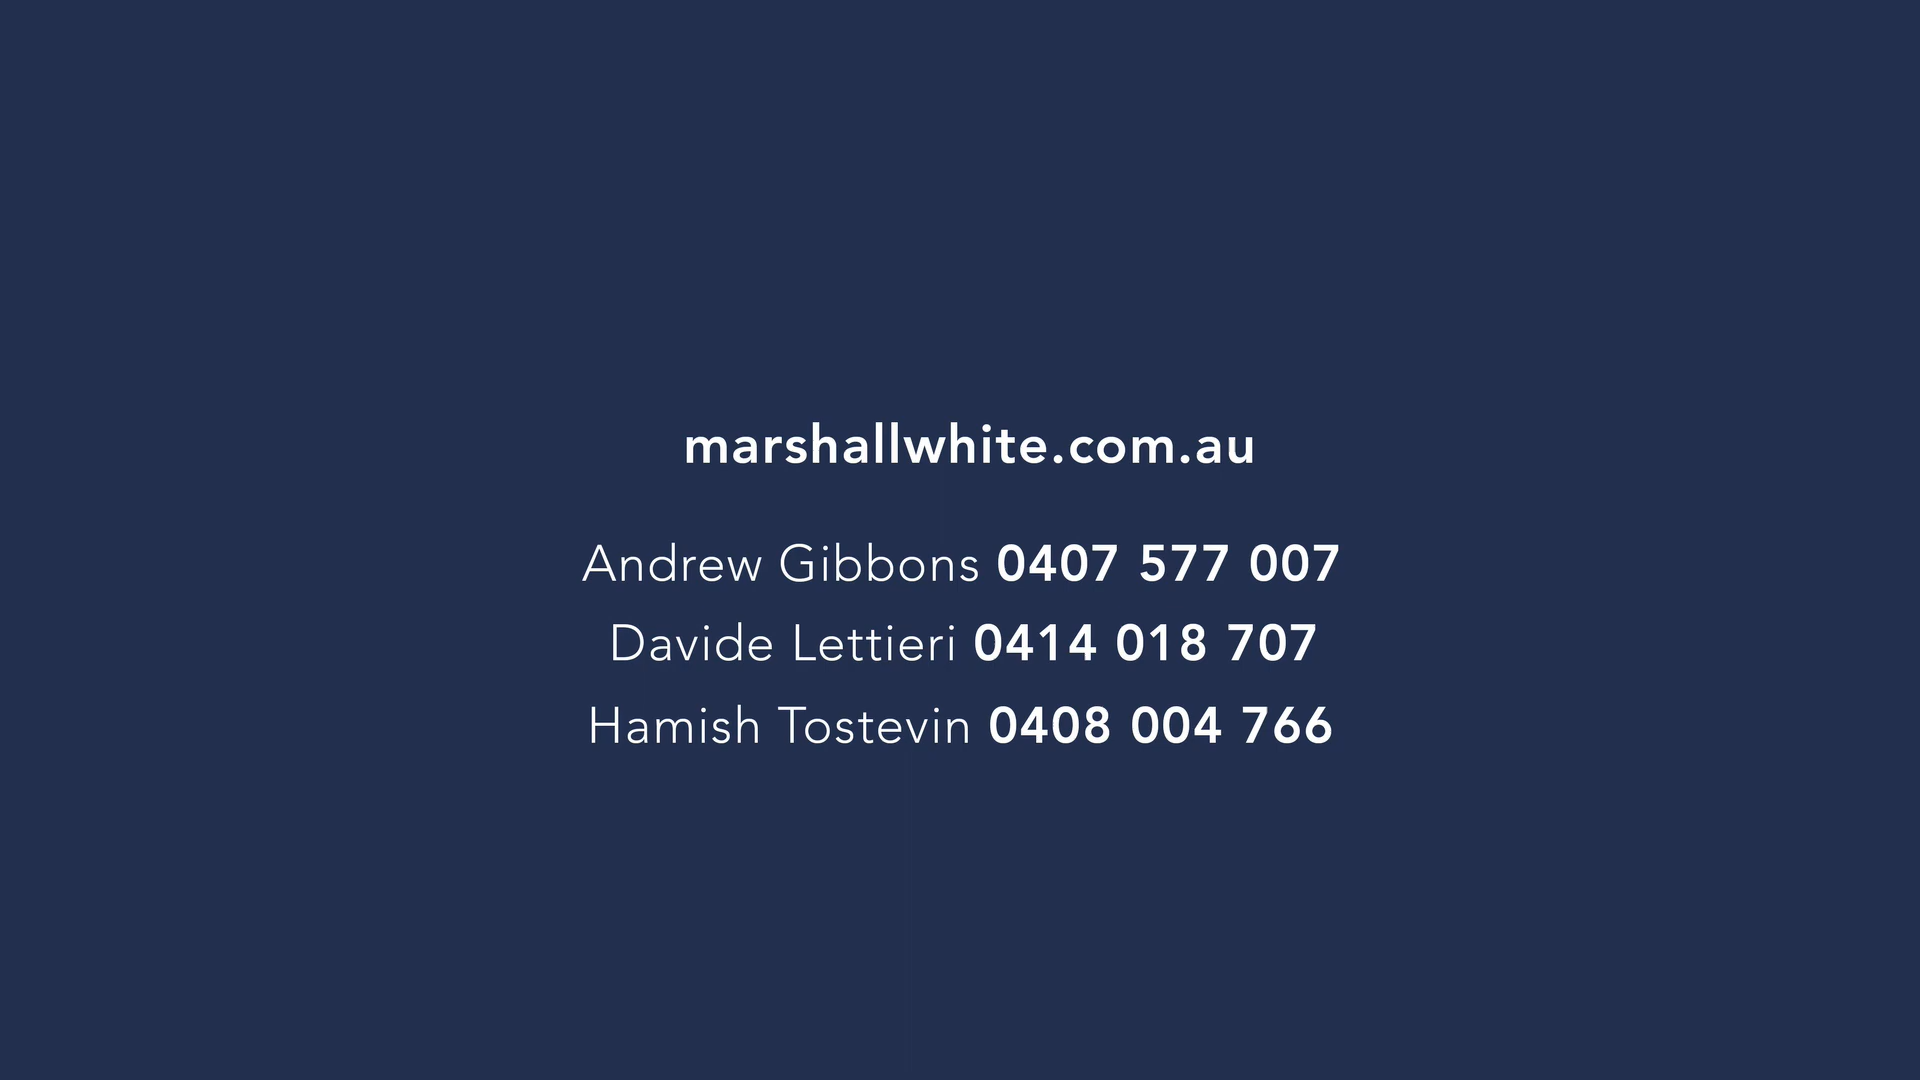 marshallwhite.com.au
Andrew Gibbons 0407 577 007
Davide Lettieri 0414 018 707
Hamish Tostevin 0408 004 766